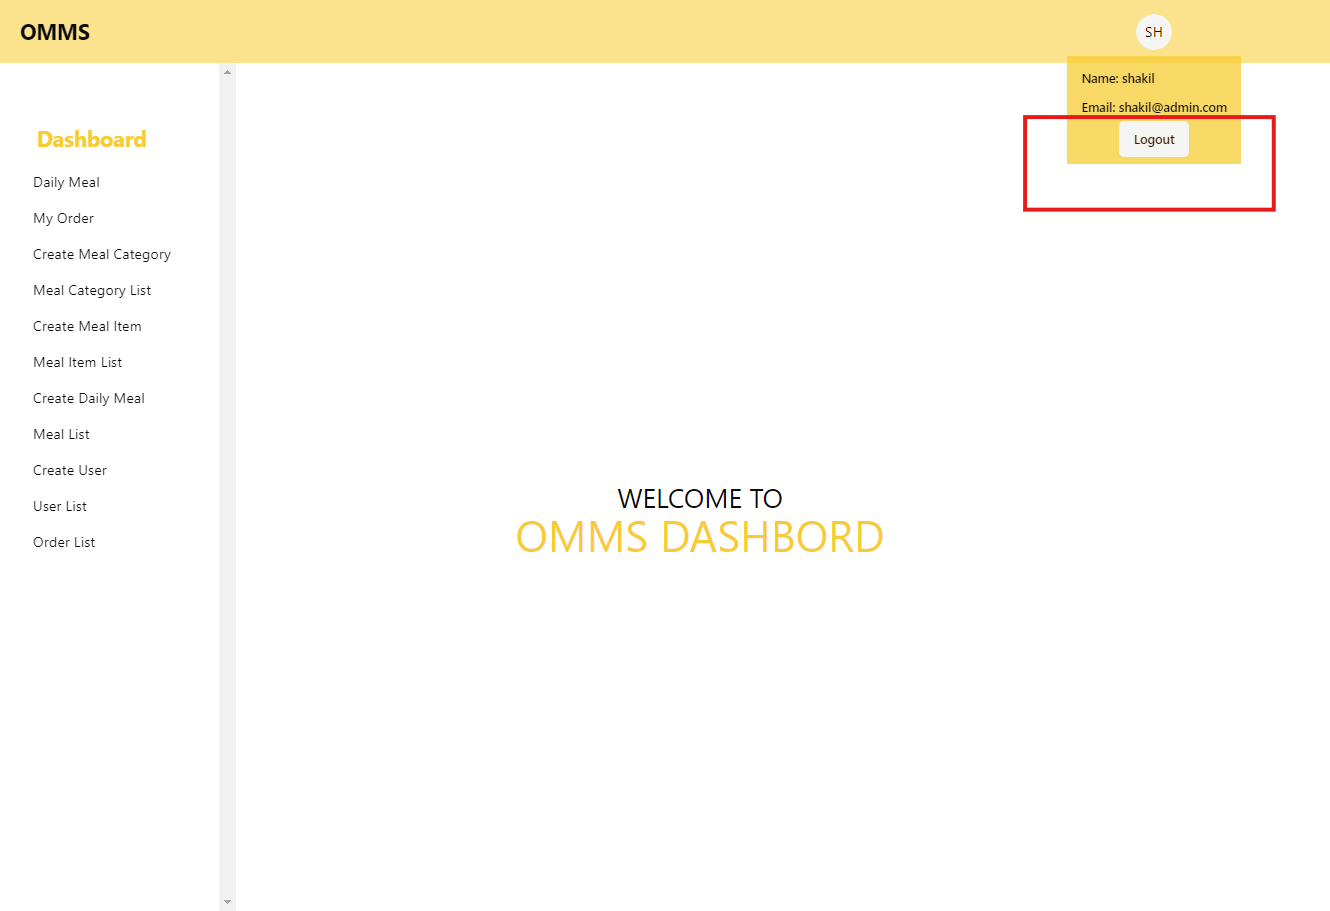 OMMS
SH
Name: shakil
Email: shakil@admin.com
Logout
Dashboard
Daily Meal
My Order
Create Meal Category
Meal Category List
Create Meal Item
Meal Item List
Create Daily Meal
Meal List
Create User
User List
Order List
WELCOME TO
OMMS DASHBORD